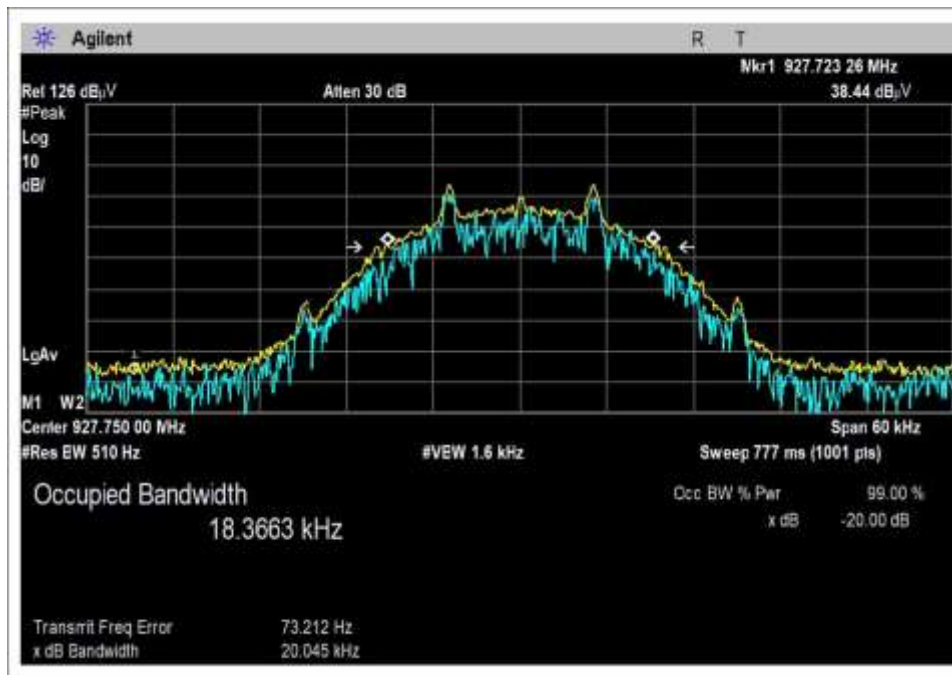 Agilent R T
Mkr1 927.723 26 MHz
Ref 126 dBµV Atten 30 dB 38.44 dBµV
#Peak
Log
10
dB/
LgAv
M1 W2
Center 927.750 00 MHz Span 60 kHz
#Res BW 510 Hz #VBW 1.6 kHz Sweep 777 ms (1001 pts)
Occupied Bandwidth Occ BW % Pwr 99.00 %
18.3663 kHz x dB -20.00 dB
Transmit Freq Error 73.212 Hz
x dB Bandwidth 20.045 kHz